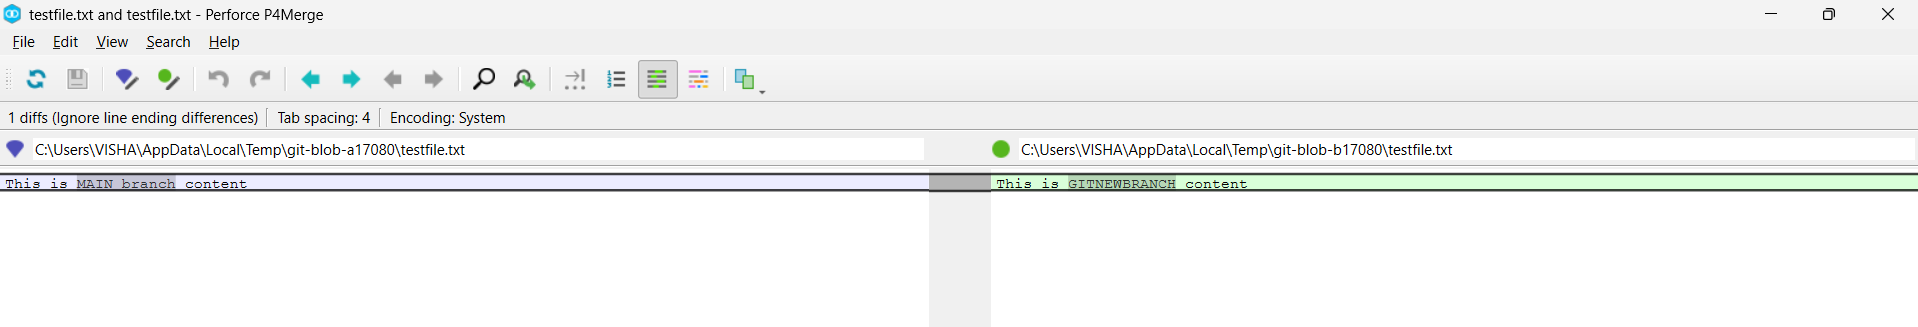 testfile.txt and testfile.txt - Perforce P4Merge
File Edit View Search Help
1 diffs (Ignore line ending differences) Tab spacing: 4 Encoding: System
C:\Users\VISHA\AppData\Local\Temp\git-blob-a17080\testfile.txt C:\Users\VISHA\AppData\Local\Temp\git-blob-b17080\testfile.txt
This is MAIN branch content This is GITNEWBRANCH content